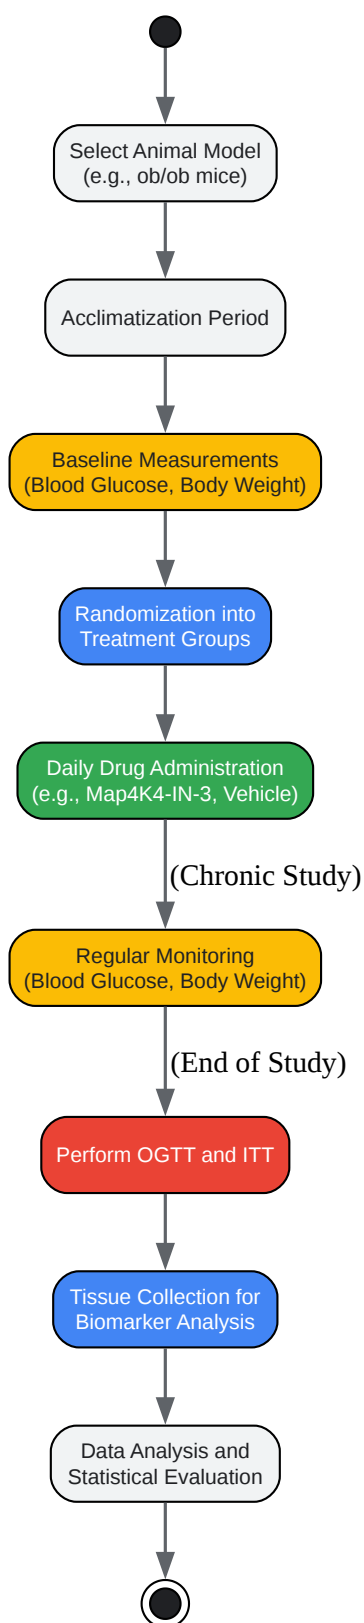 Select Animal Model
(e.g., ob/ob mice)
Acclimatization Period
Baseline Measurements
(Blood Glucose, Body Weight)
Randomization into
Treatment Groups
Daily Drug Administration
(e.g., Map4K4-IN-3, Vehicle)
(Chronic Study)
Regular Monitoring
(Blood Glucose, Body Weight)
(End of Study)
Perform OGTT and ITT
Tissue Collection for
Biomarker Analysis
Data Analysis and
Statistical Evaluation